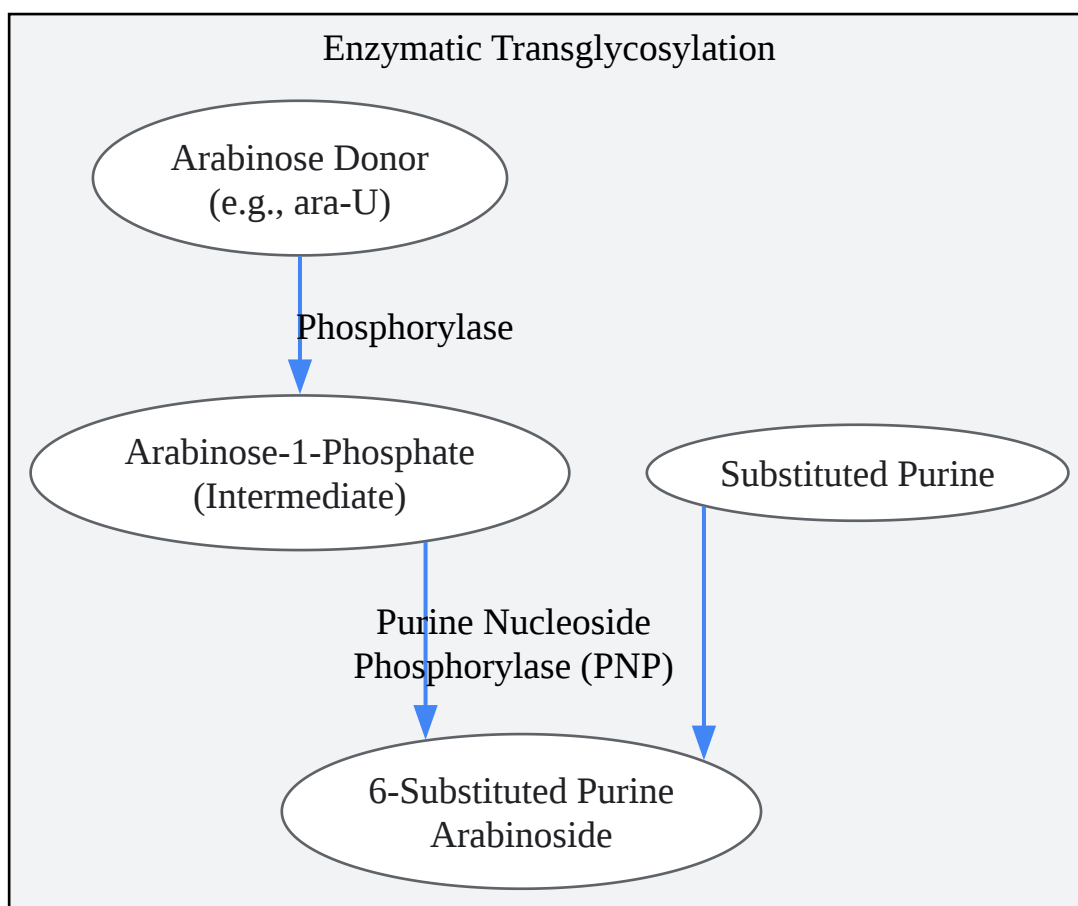 Enzymatic Transglycosylation
Arabinose Donor
(e.g., ara-U)
Phosphorylase
Arabinose-1-Phosphate
(Intermediate)
Substituted Purine
Purine Nucleoside
Phosphorylase (PNP)
6-Substituted Purine
Arabinoside